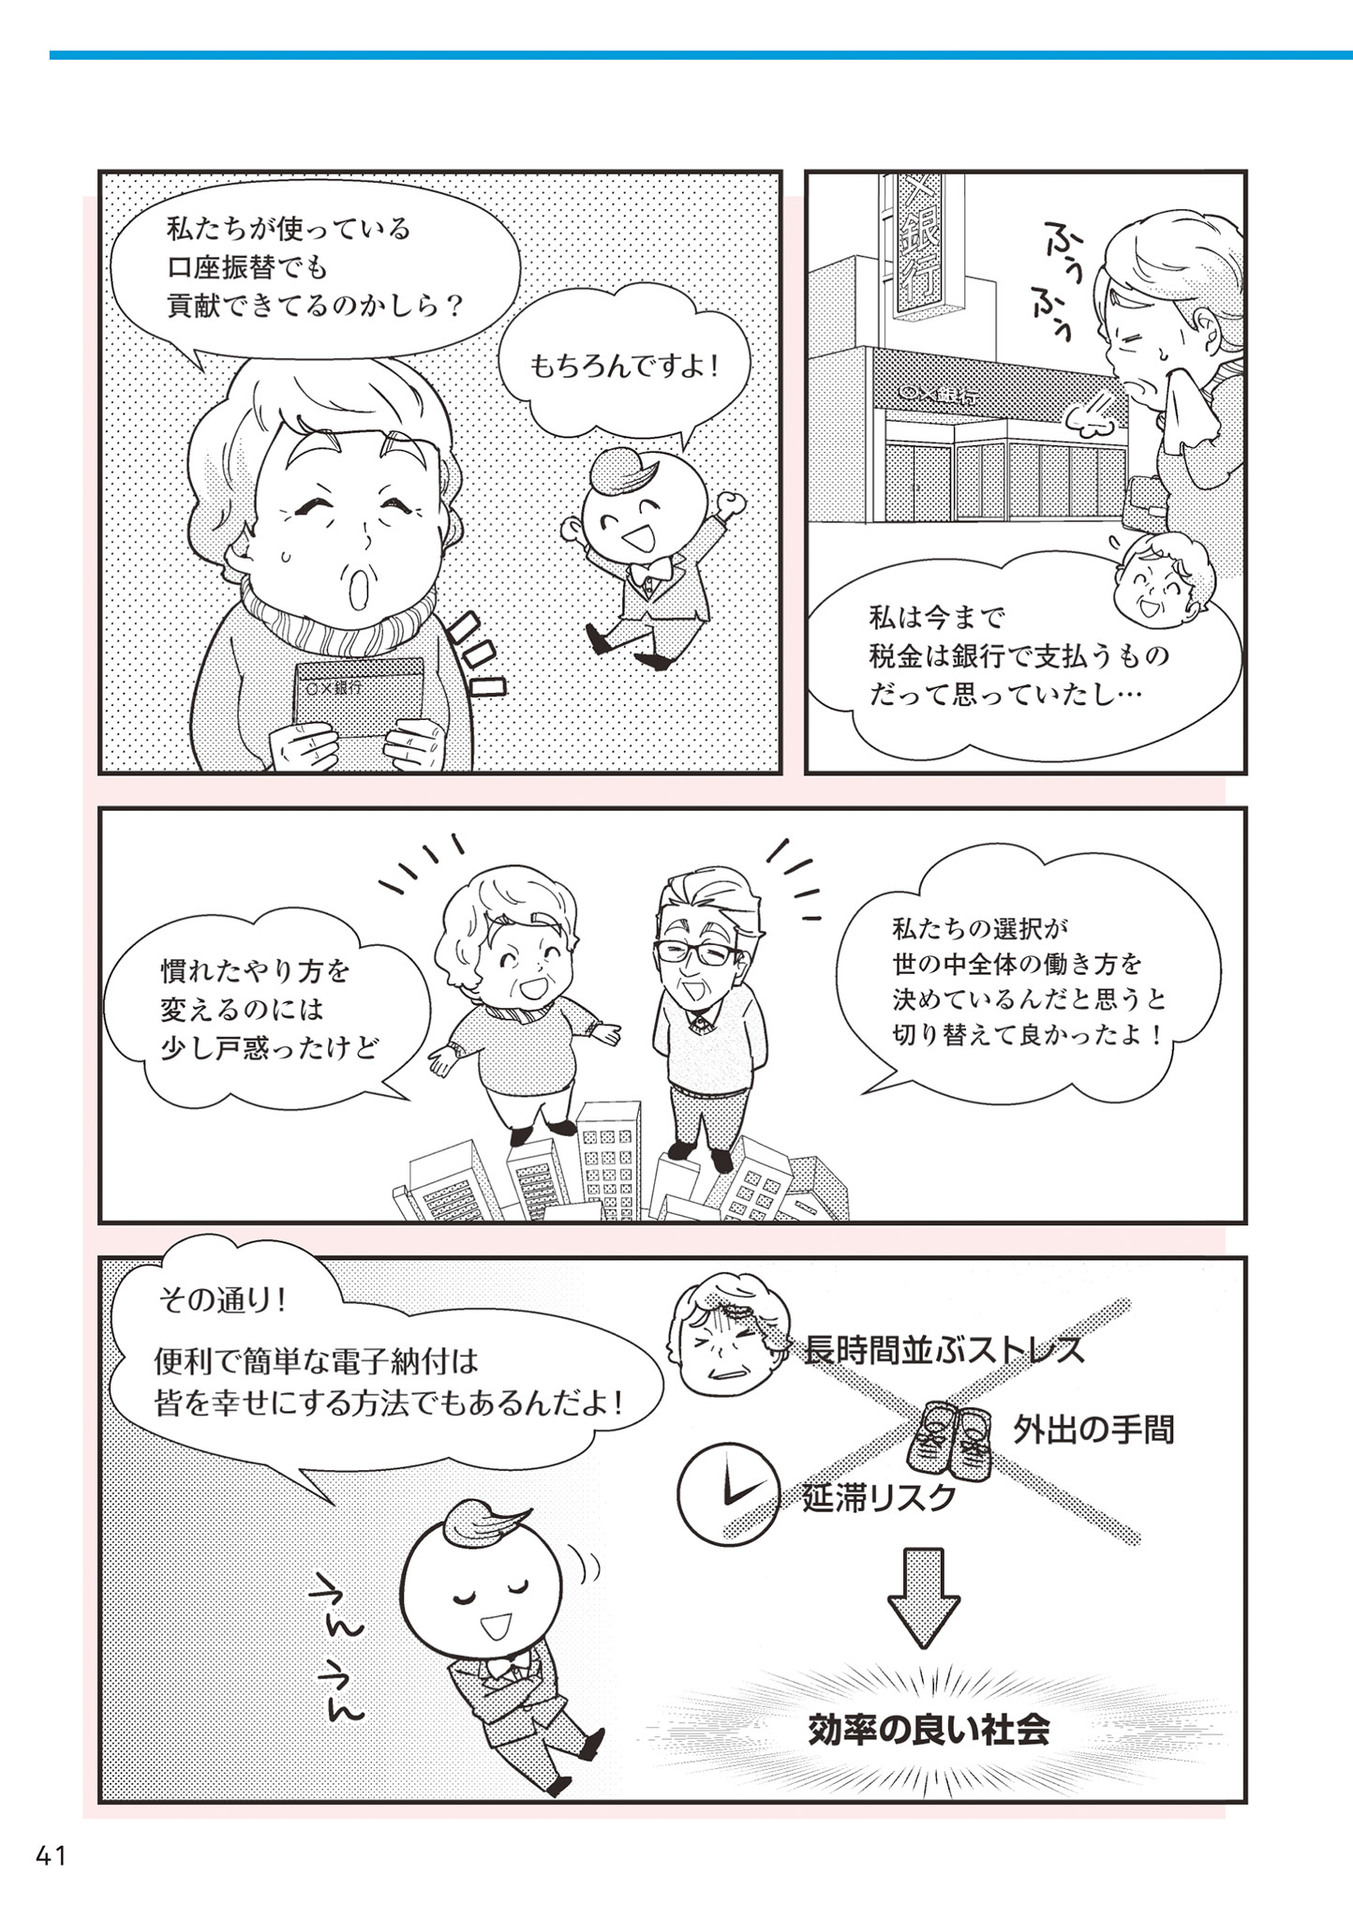 私たちが使っている
口座振替でも
貢献できてるのかしら？
もちろんですよ！
〇×銀行
×銀行
〇×銀行
ふぅ
ふぅ
私は今まで
税金は銀行で支払うもの
だって思っていたし…
慣れたやり方を
変えるのには
少し戸惑ったけど
私たちの選択が
世の中全体の働き方を
決めているんだと思うと
切り替えて良かったよ！
その通り！
便利で簡単な電子納付は
皆を幸せにする方法でもあるんだよ！
うん
うん
長時間並ぶストレス
外出の手間
延滞リスク
効率の良い社会
41